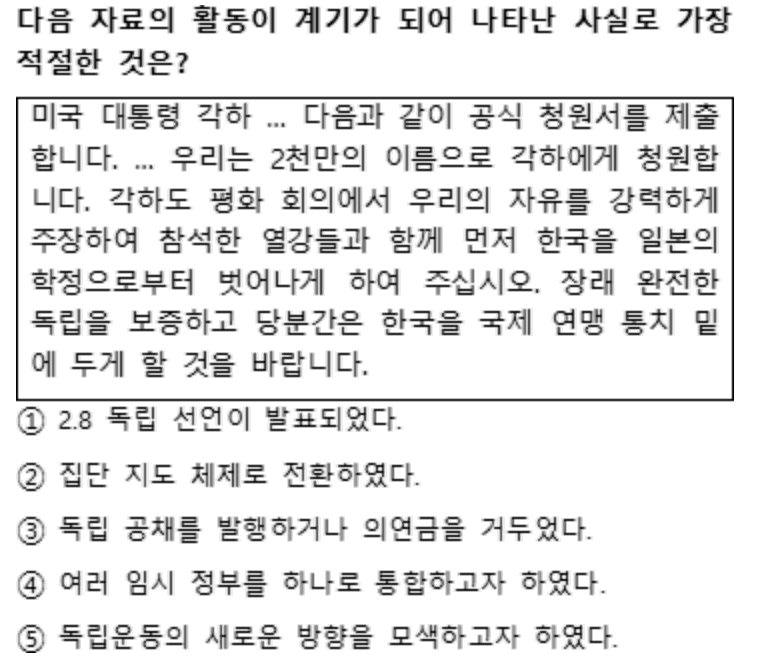 다음 자료의 활동이 계기가 되어 나타난 사실로 가장
적절한 것은?
미국 대통령 각하 ... 다음과 같이 공식 청원서를 제출
합니다. ... 우리는 2천만의 이름으로 각하에게 청원합
니다. 각하도 평화 회의에서 우리의 자유를 강력하게
주장하여 참석한 열강들과 함께 먼저 한국을 일본의
학정으로부터 벗어나게 하여 주십시오. 장래 완전한
독립을 보증하고 당분간은 한국을 국제 연맹 통치 밑
에 두게 할 것을 바랍니다.
① 2.8 독립 선언이 발표되었다.
② 집단 지도 체제로 전환하였다.
③ 독립 공채를 발행하거나 의연금을 거두었다.
④ 여러 임시 정부를 하나로 통합하고자 하였다.
⑤ 독립운동의 새로운 방향을 모색하고자 하였다.